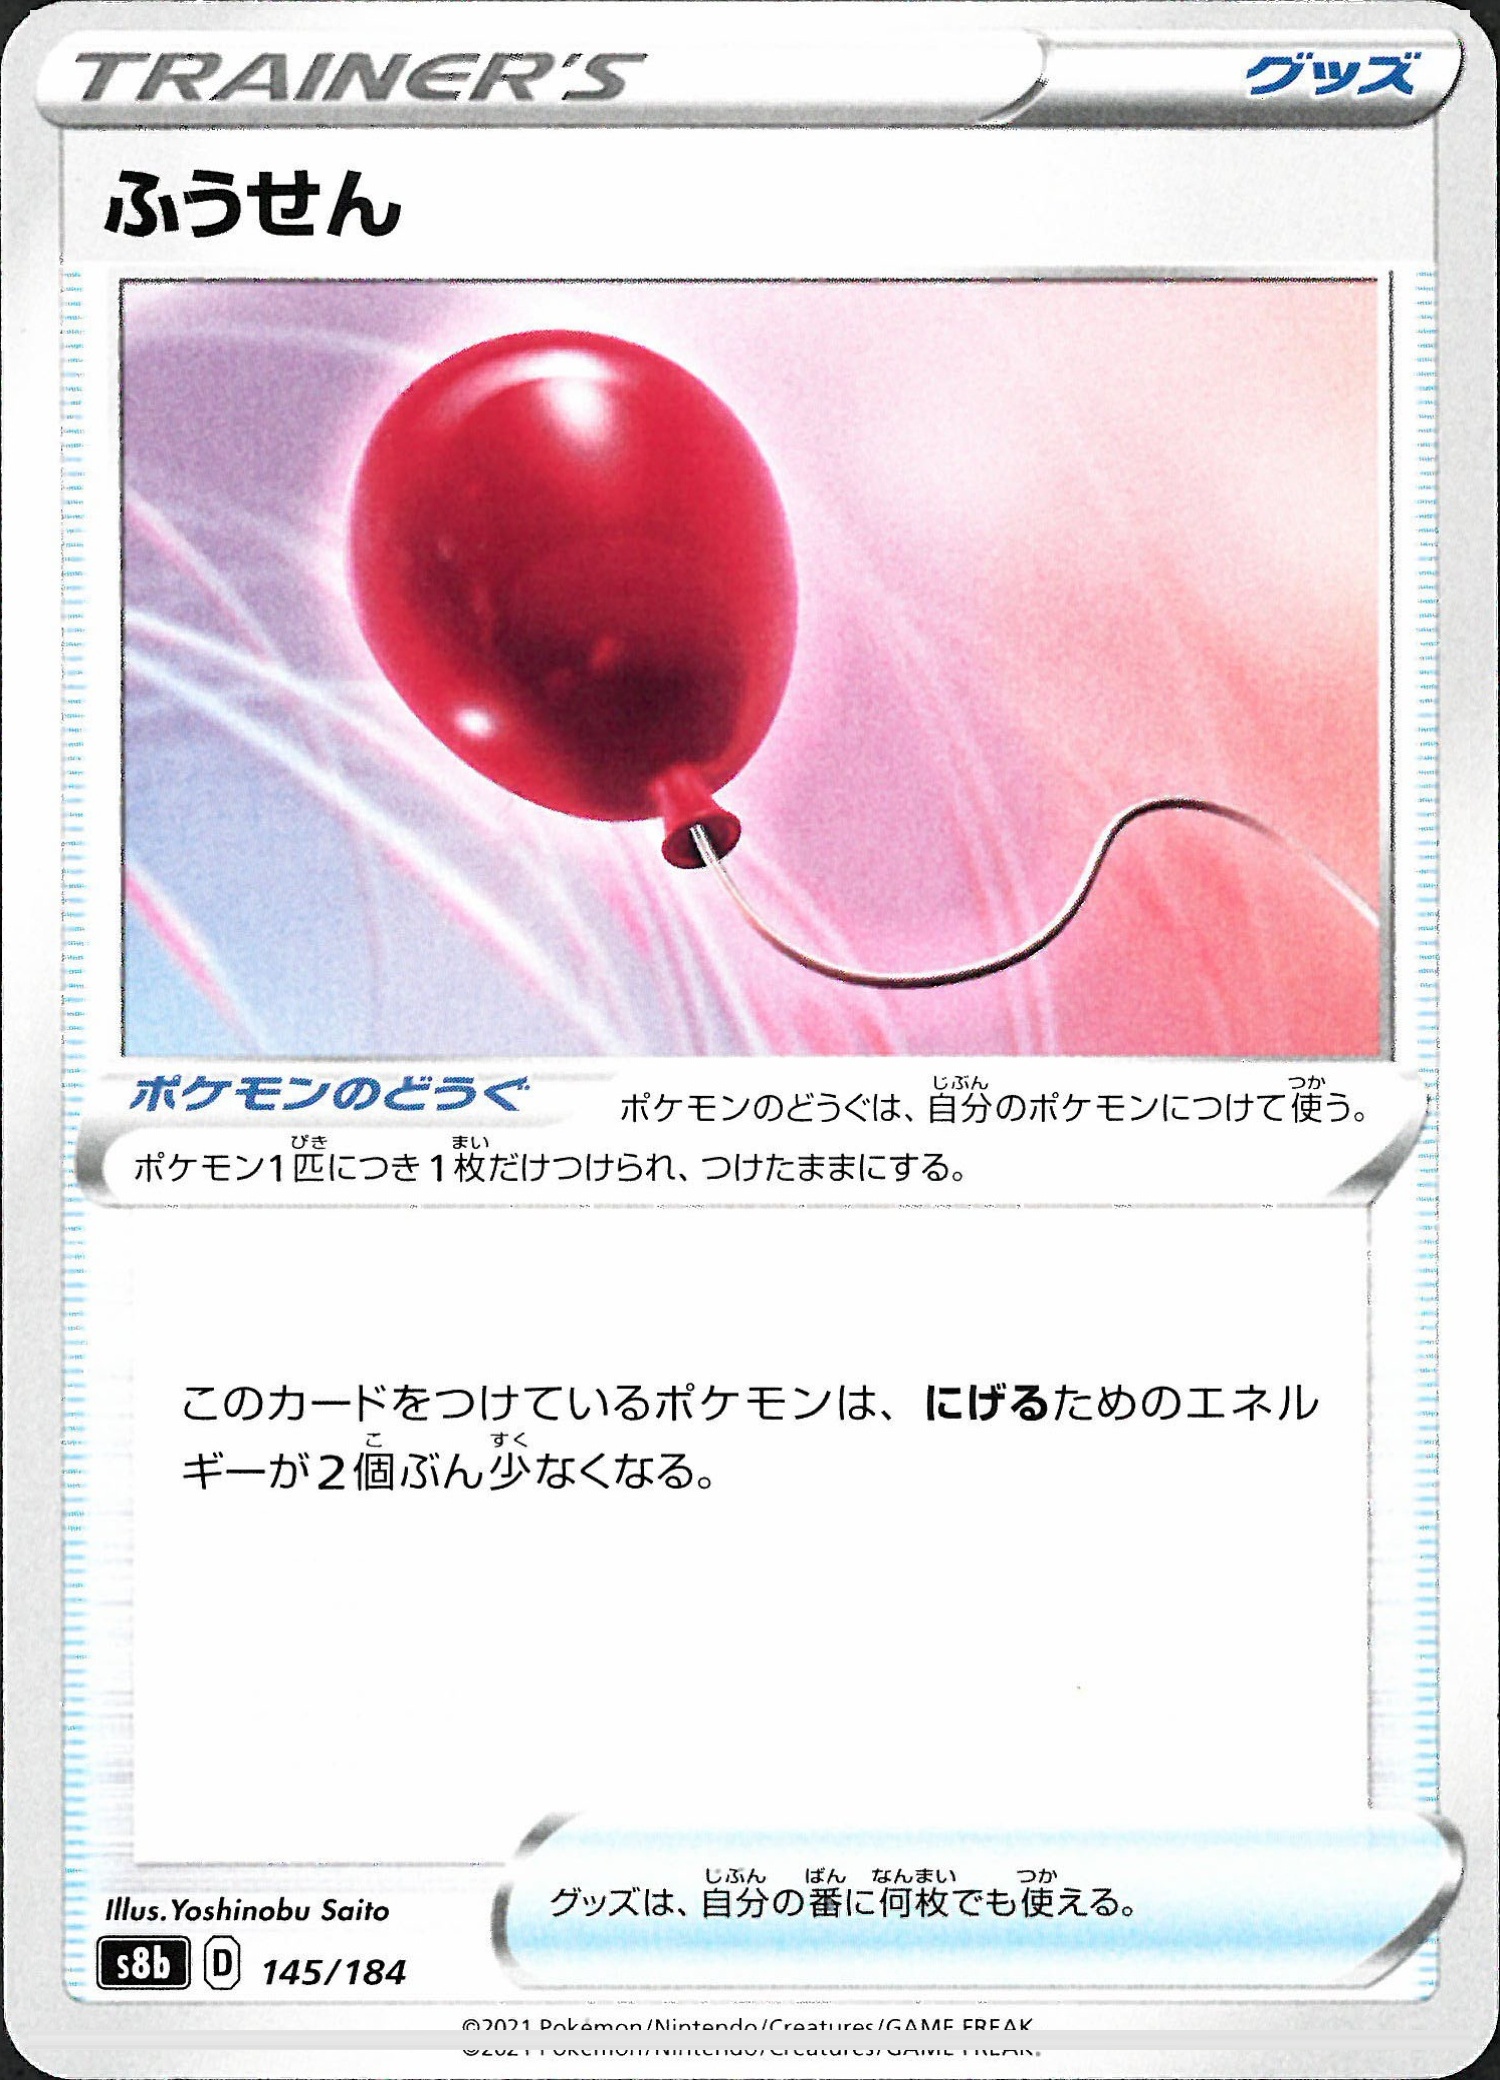 TRAINER'S
グッズ
ふうせん
ポケモンのどうぐ
ポケモンのどうぐは、自分のポケモンにつけて使う。
じぶん
つか
ポケモン1匹につき1枚だけつけられ、つけたままにする。
びき
まい
このカードをつけているポケモンは、にげるためのエネル
ギーが2個ぶん少なくなる。
こ
すく
Illus.Yoshinobu Saito
グッズは、自分の番に何枚でも使える。
じぶん
ばん
なんまい
つか
s8b D 145/184
©2021 Pokémon/Nintendo/Creatures/GAME FREAK.
©2021 Pokémon/Nintendo/Creatures/GAME FREAK.